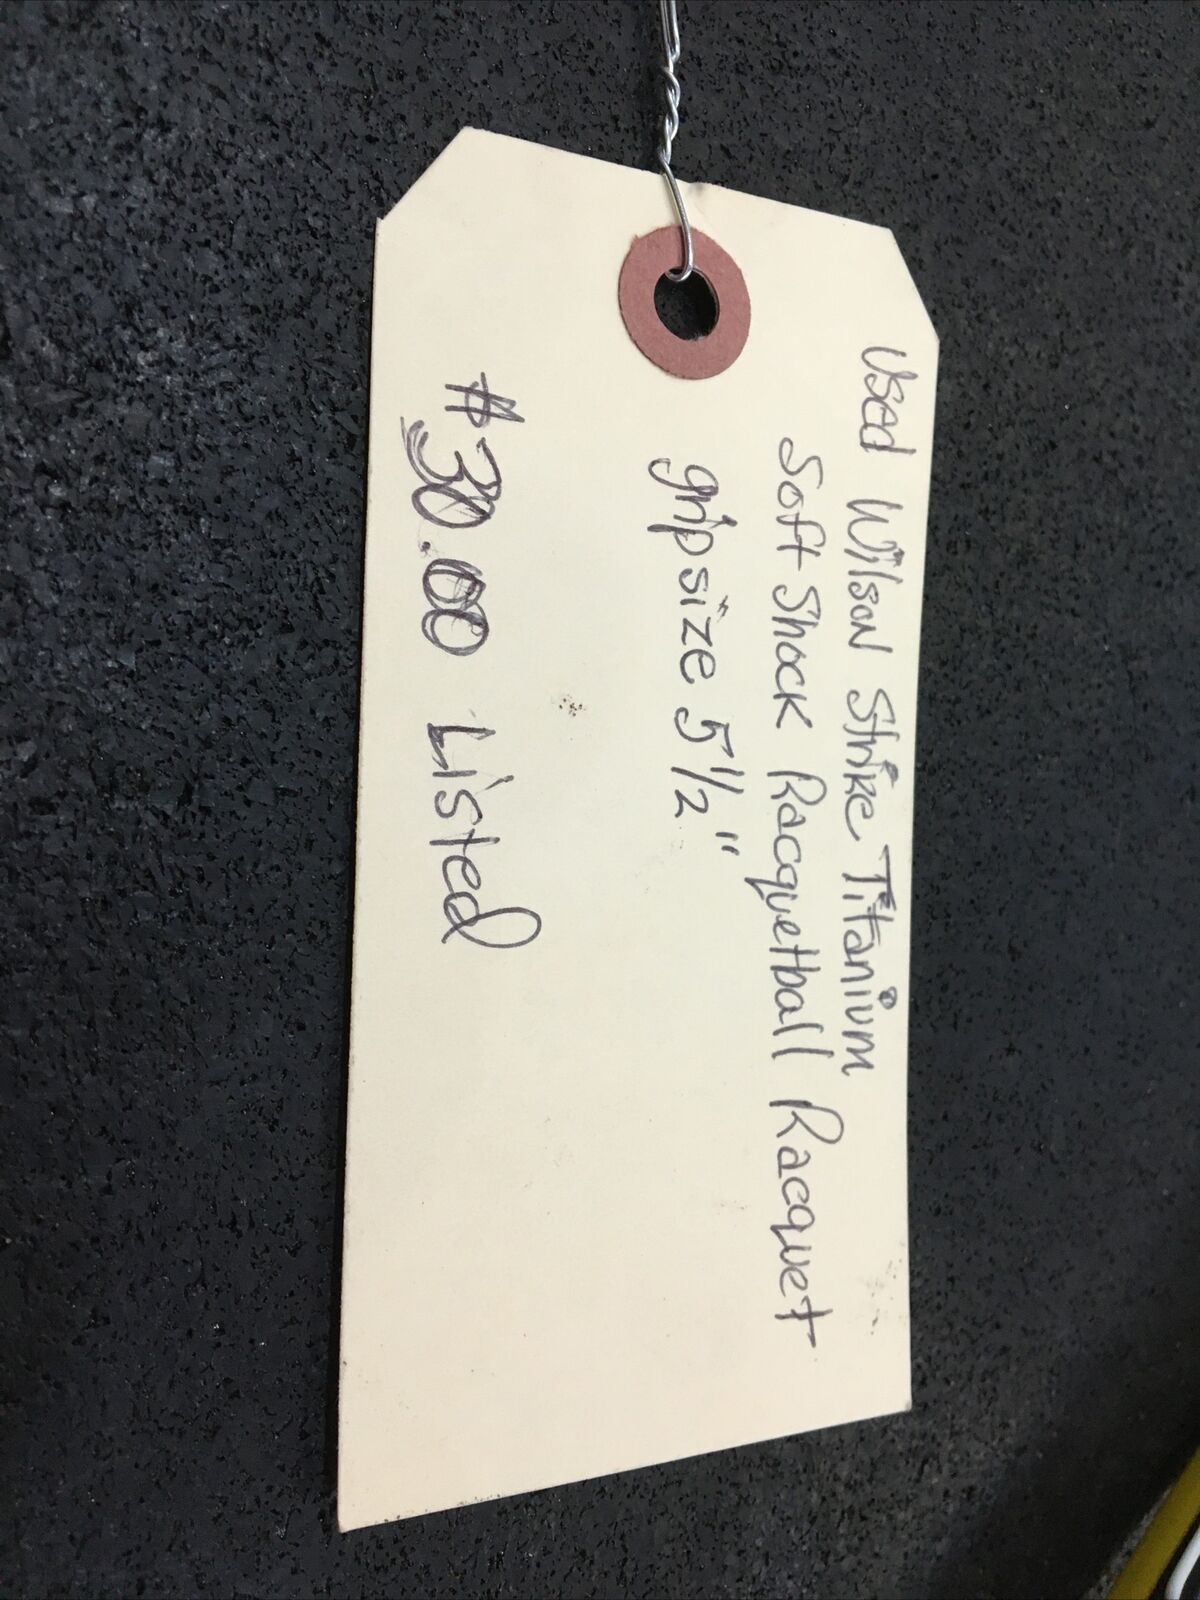 Used Wilson Strike Titanium
Soft Shock Racquetball Racquet
grip size 5 1/2"
#30.00 Listed